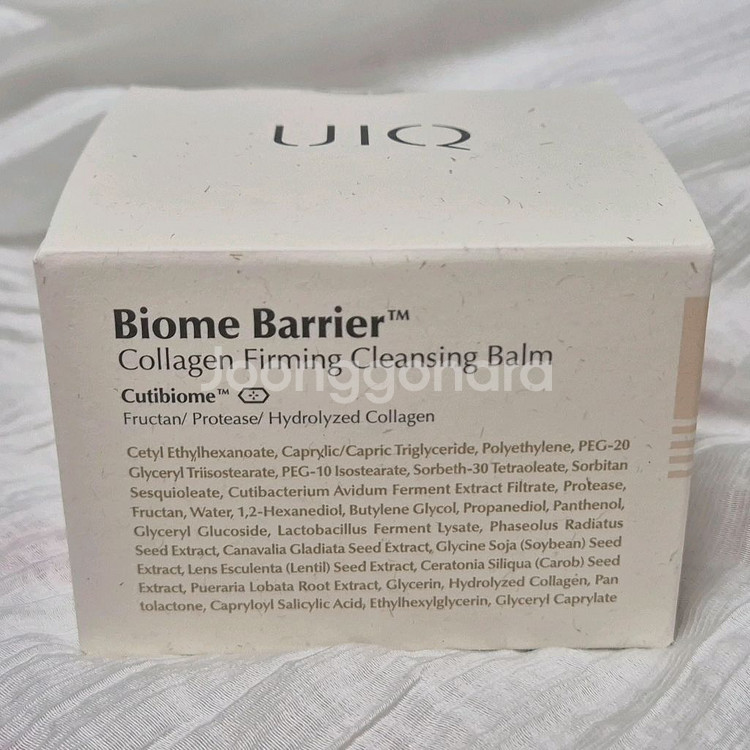 UIQ
Biome Barrier™
Collagen Firming Cleansing Balm
Joonggonara
Cutibiome™
Fructan/ Protease/ Hydrolyzed Collagen
Cetyl Ethylhexanoate, Caprylic/Capric Triglyceride, Polyethylene, PEG-20
Glyceryl Triisostearate, PEG-10 Isostearate, Sorbeth-30 Tetraoleate, Sorbitan
Sesquioleate, Cutibacterium Avidum Ferment Extract Filtrate, Protease,
Fructan, Water, 1,2-Hexanediol, Butylene Glycol, Propanediol, Panthenol,
Glyceryl Glucoside, Lactobacillus Ferment Lysate, Phaseolus Radiatus
Seed Extract, Canavalia Gladiata Seed Extract, Glycine Soja (Soybean) Seed
Extract, Lens Esculenta (Lentil) Seed Extract, Ceratonia Siliqua (Carob) Seed
Extract, Pueraria Lobata Root Extract, Glycerin, Hydrolyzed Collagen, Pan
tolactone, Capryloyl Salicylic Acid, Ethylhexylglycerin, Glyceryl Caprylate